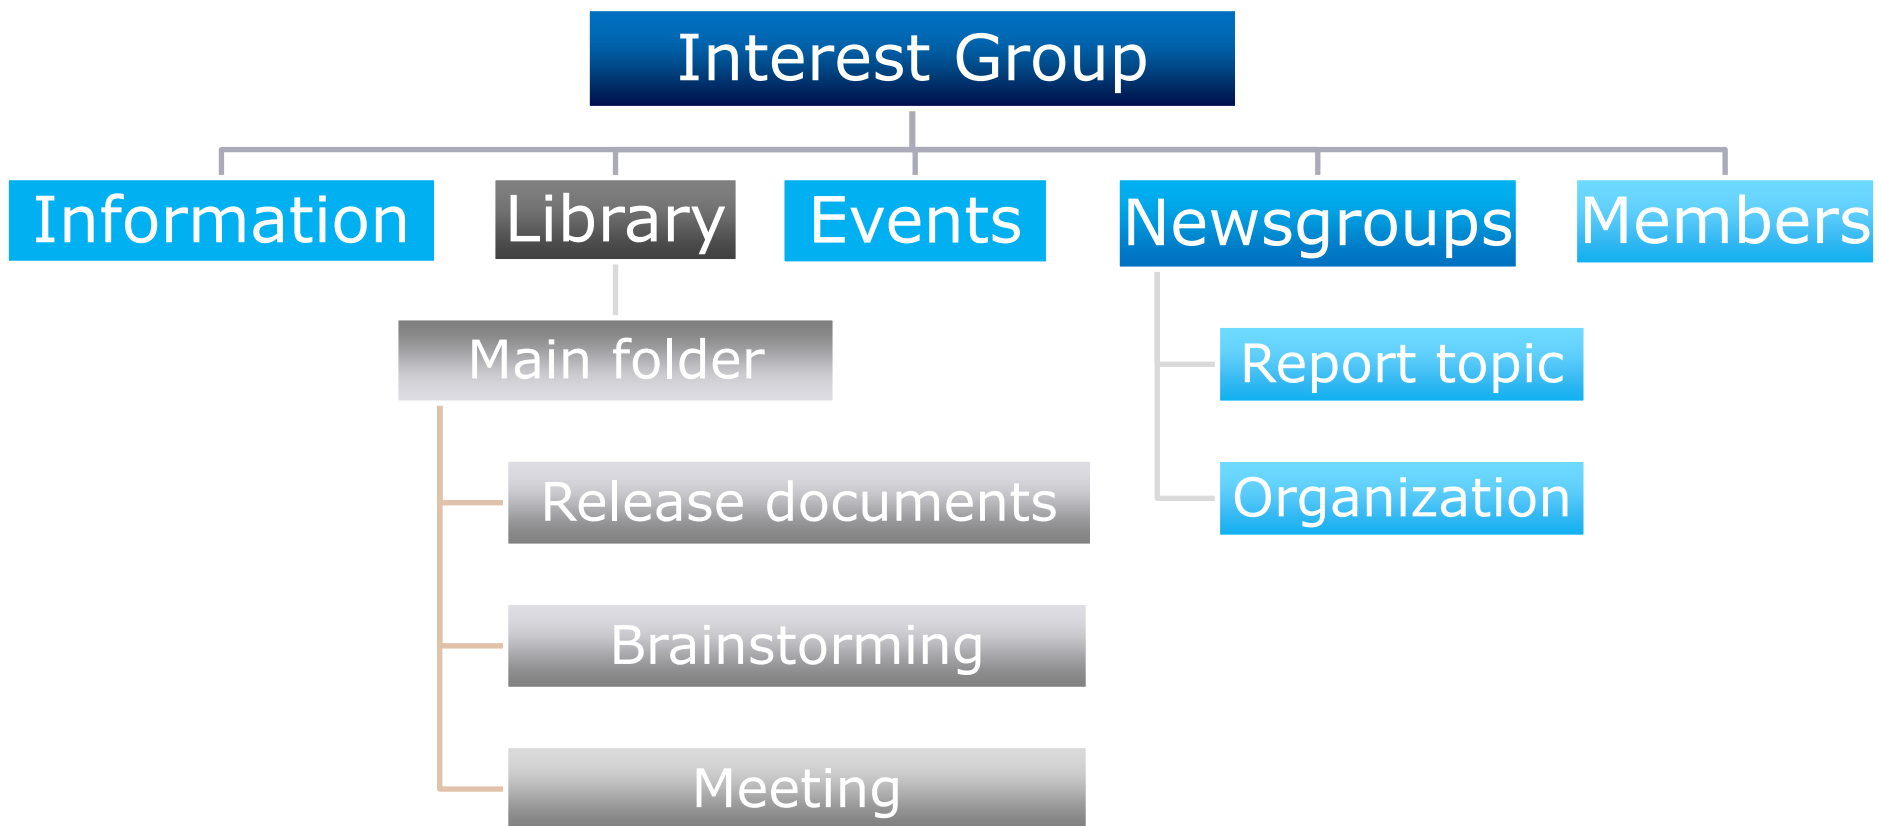 Interest Group
Information
Library
Events
Newsgroups
Members
Main folder
Release documents
Brainstorming
Meeting
Report topic
Organization